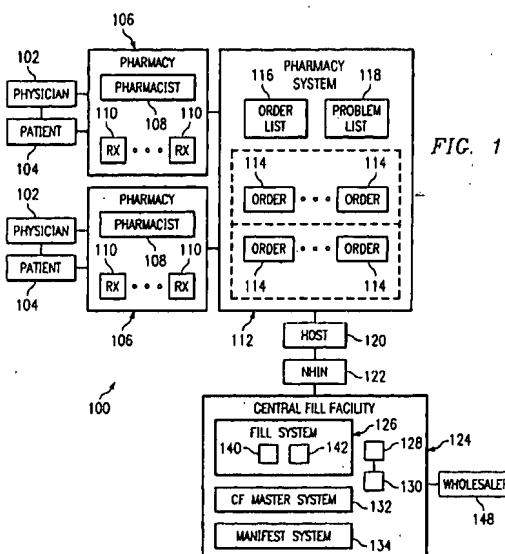 FIG. 1
100
102
PHYSICIAN
PATIENT
104
106
PHARMACY
PHARMACIST
108
110
110
RX
RX
102
PHYSICIAN
PATIENT
104
PHARMACY
PHARMACIST
108
110
110
RX
RX
106
PHARMACY
SYSTEM
116
118
ORDER
LIST
PROBLEM
LIST
114
114
ORDER
ORDER
ORDER
ORDER
114
114
112
HOST
120
NHIN
122
CENTRAL FILL FACILITY
FILL SYSTEM
126
140
142
128
130
124
CF MASTER SYSTEM
132
MANIFEST SYSTEM
134
WHOLESALER
148